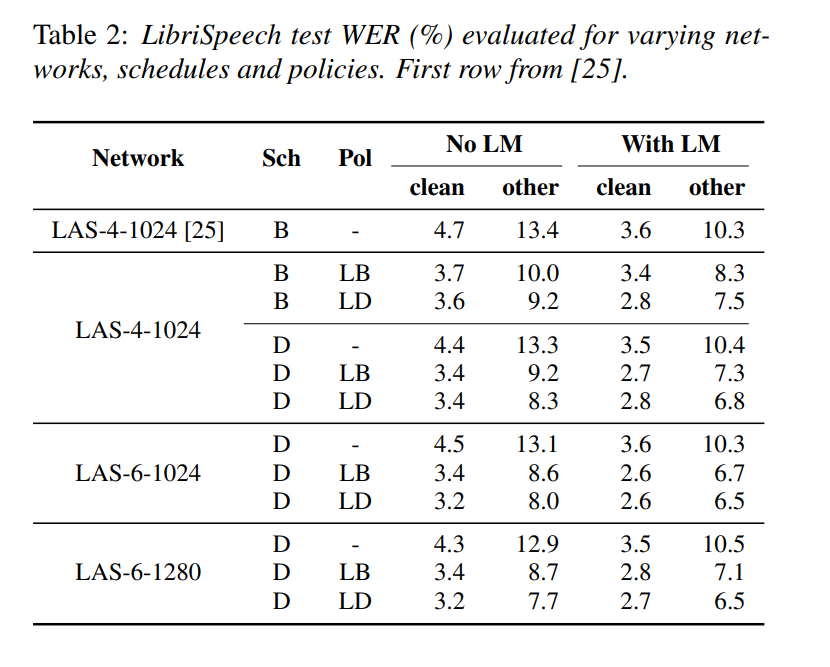 Table 2: LibriSpeech test WER (%) evaluated for varying net-
works, schedules and policies. First row from [25].
Network Sch Pol No LM With LM
clean other clean other
LAS-4-1024 [25] B - 4.7 13.4 3.6 10.3
B LB 3.7 10.0 3.4 8.3
B LD 3.6 9.2 2.8 7.5
LAS-4-1024
D - 4.4 13.3 3.5 10.4
D LB 3.4 9.2 2.7 7.3
D LD 3.4 8.3 2.8 6.8
D - 4.5 13.1 3.6 10.3
LAS-6-1024 D LB 3.4 8.6 2.6 6.7
D LD 3.2 8.0 2.6 6.5
D - 4.3 12.9 3.5 10.5
LAS-6-1280 D LB 3.4 8.7 2.8 7.1
D LD 3.2 7.7 2.7 6.5